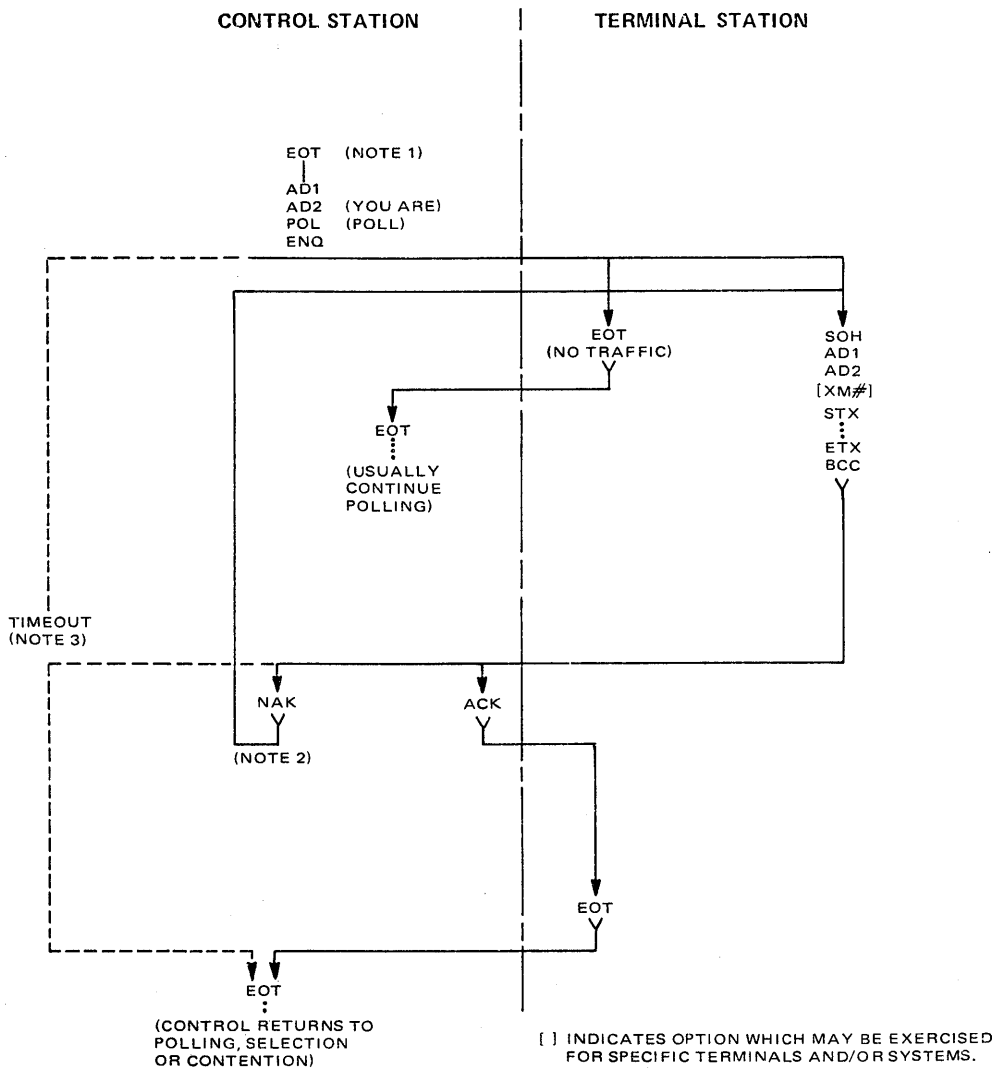 CONTROL STATION
TERMINAL STATION
EOT (NOTE 1)
AD1
AD2 (YOU ARE)
POL (POLL)
ENQ
EOT
(NO TRAFFIC)
SOH
AD1
AD2
[XM#]
STX
ETX
BCC
EOT
(USUALLY
CONTINUE
POLLING)
TIMEOUT
(NOTE 3)
NAK
ACK
(NOTE 2)
EOT
EOT
(CONTROL RETURNS TO
POLLING, SELECTION
OR CONTENTION)
[ ] INDICATES OPTION WHICH MAY BE EXERCISED
FOR SPECIFIC TERMINALS AND/OR SYSTEMS.